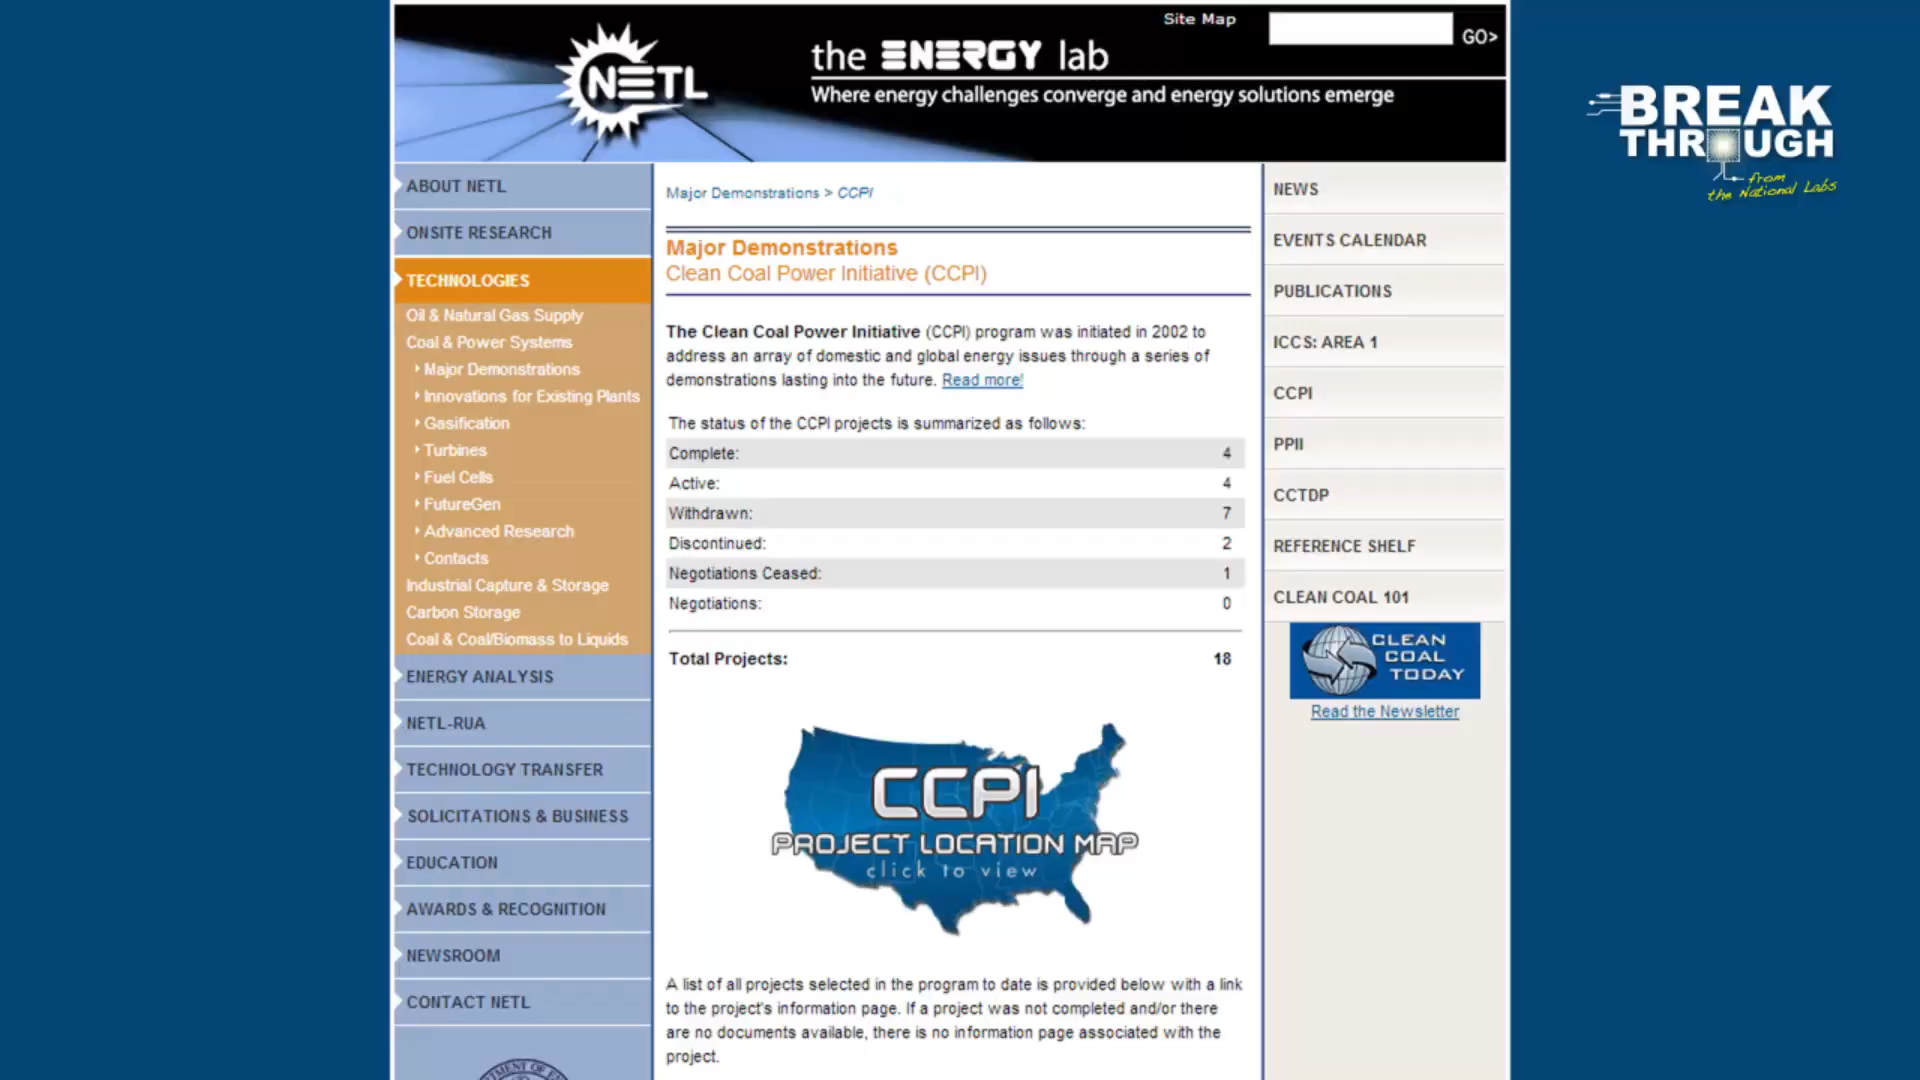 Site Map
GO>
NETL
the ENERGY lab
Where energy challenges converge and energy solutions emerge
BREAK
THROUGH
from
the National Labs
ABOUT NETL
ONSITE RESEARCH
TECHNOLOGIES
Oil & Natural Gas Supply
Coal & Power Systems
Major Demonstrations
Innovations for Existing Plants
Gasification
Turbines
Fuel Cells
FutureGen
Advanced Research
Contacts
Industrial Capture & Storage
Carbon Storage
Coal & Coal/Biomass to Liquids
ENERGY ANALYSIS
NETL-RUA
TECHNOLOGY TRANSFER
SOLICITATIONS & BUSINESS
EDUCATION
AWARDS & RECOGNITION
NEWSROOM
CONTACT NETL
Major Demonstrations > CCPI
Major Demonstrations
Clean Coal Power Initiative (CCPI)
The Clean Coal Power Initiative (CCPI) program was initiated in 2002 to
address an array of domestic and global energy issues through a series of
demonstrations lasting into the future. Read more!
The status of the CCPI projects is summarized as follows:
Complete: 4
Active: 4
Withdrawn: 7
Discontinued: 2
Negotiations Ceased: 1
Negotiations: 0
Total Projects: 18
CCPI
PROJECT LOCATION MAP
click to view
A list of all projects selected in the program to date is provided below with a link
to the project's information page. If a project was not completed and/or there
are no documents available, there is no information page associated with the
project.
NEWS
EVENTS CALENDAR
PUBLICATIONS
ICCS: AREA 1
CCPI
PPII
CCTDP
REFERENCE SHELF
CLEAN COAL 101
CLEAN
COAL
TODAY
Read the Newsletter